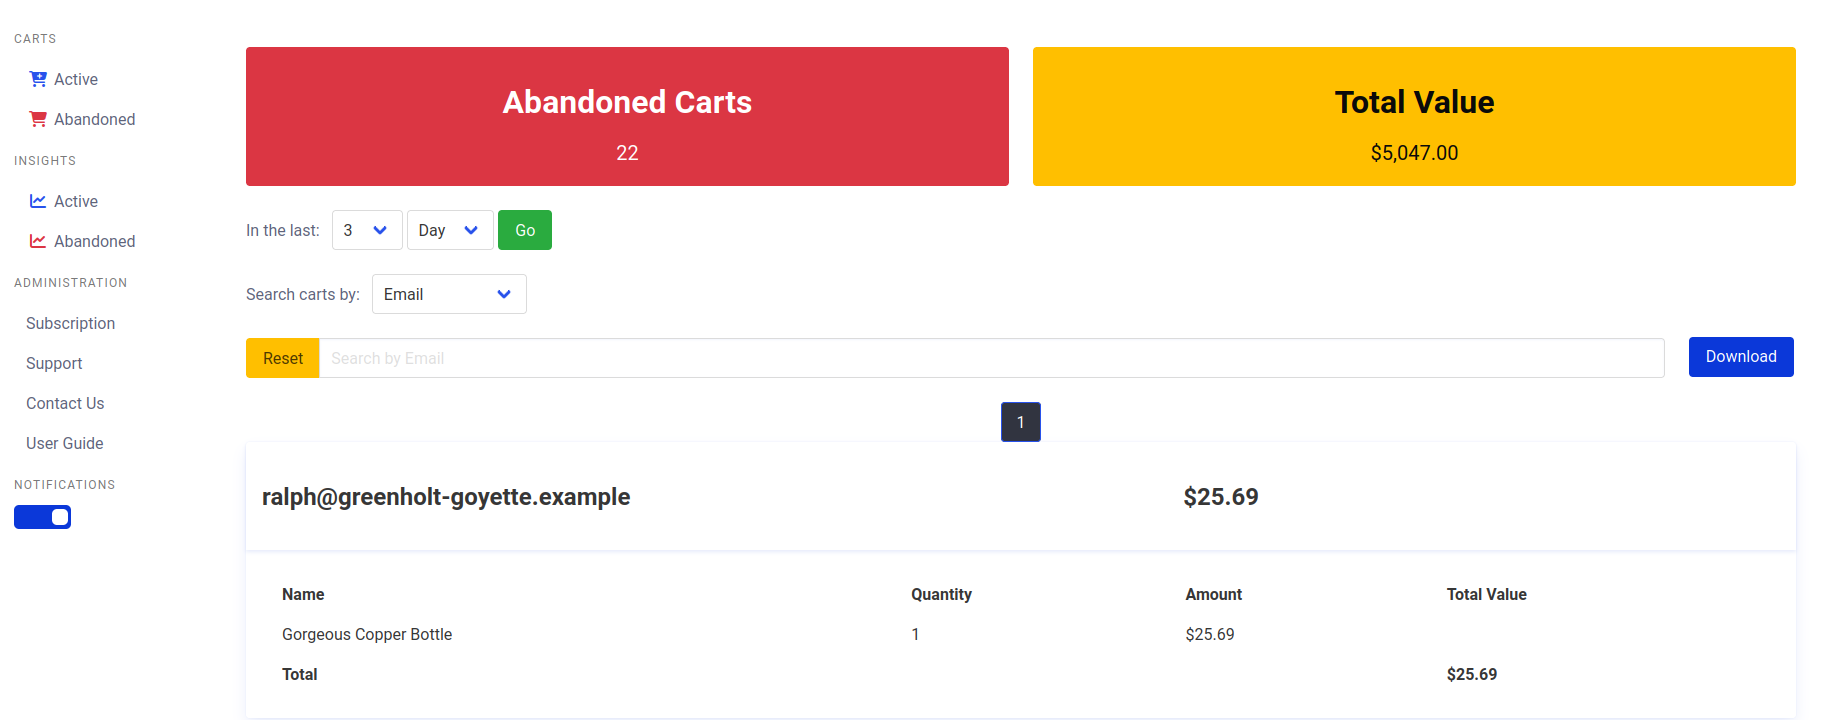 CARTS
Active
Abandoned
INSIGHTS
Active
Abandoned
ADMINISTRATION
Subscription
Support
Contact Us
User Guide
NOTIFICATIONS
Abandoned Carts
22
Total Value
$5,047.00
In the last: 3 Day Go
Search carts by: Email
Reset Search by Email Download
1
ralph@greenholt-goyette.example $25.69
Name Quantity Amount Total Value
Gorgeous Copper Bottle 1 $25.69
Total $25.69